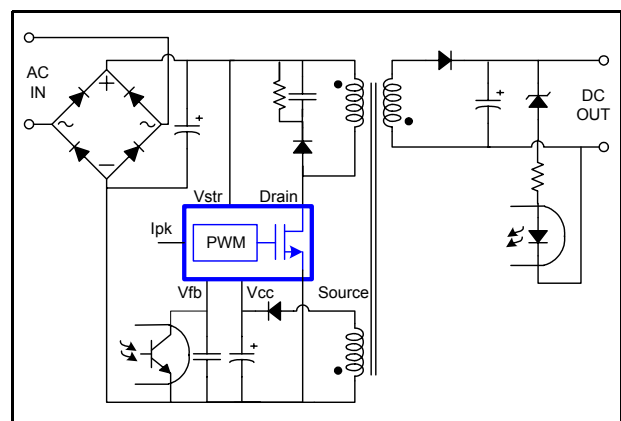 AC
IN
DC
OUT
Vstr
Drain
Ipk
PWM
Vfb
Vcc
Source